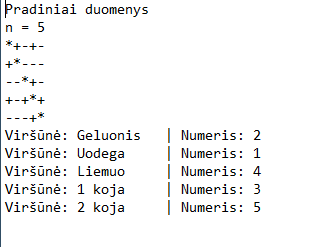 Pradiniai duomenys
n = 5
*+-+-
+*---
--*+-
+-+*+
---+*
Viršūnė: Geluonis | Numeris: 2
Viršūnė: Uodega | Numeris: 1
Viršūnė: Liemuo | Numeris: 4
Viršūnė: 1 koja | Numeris: 3
Viršūnė: 2 koja | Numeris: 5